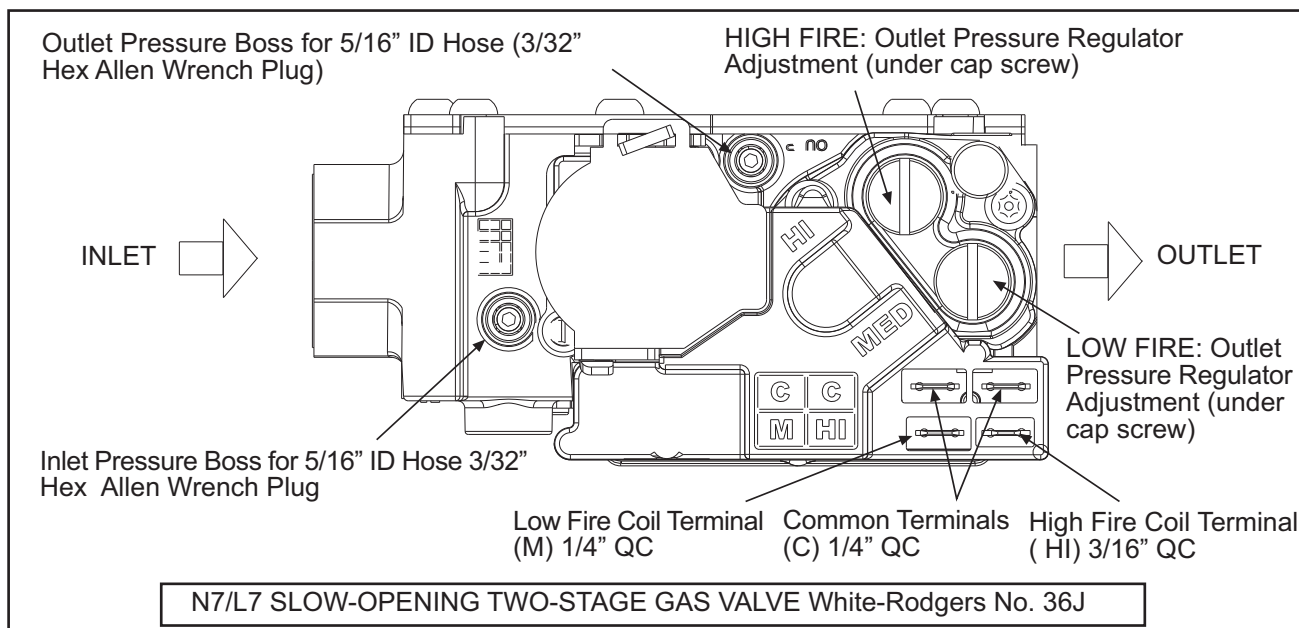 Outlet Pressure Boss for 5/16” ID Hose (3/32”
Hex Allen Wrench Plug)
HIGH FIRE: Outlet Pressure Regulator
Adjustment (under cap screw)
OU
HI
MED
INLET
OUTLET
LOW FIRE: Outlet
Pressure Regulator
Adjustment (under
cap screw)
C C
M HI
Inlet Pressure Boss for 5/16” ID Hose 3/32”
Hex Allen Wrench Plug
Low Fire Coil Terminal
(M) 1/4” QC
Common Terminals
(C) 1/4” QC
High Fire Coil Terminal
( HI) 3/16” QC
N7/L7 SLOW-OPENING TWO-STAGE GAS VALVE White-Rodgers No. 36J